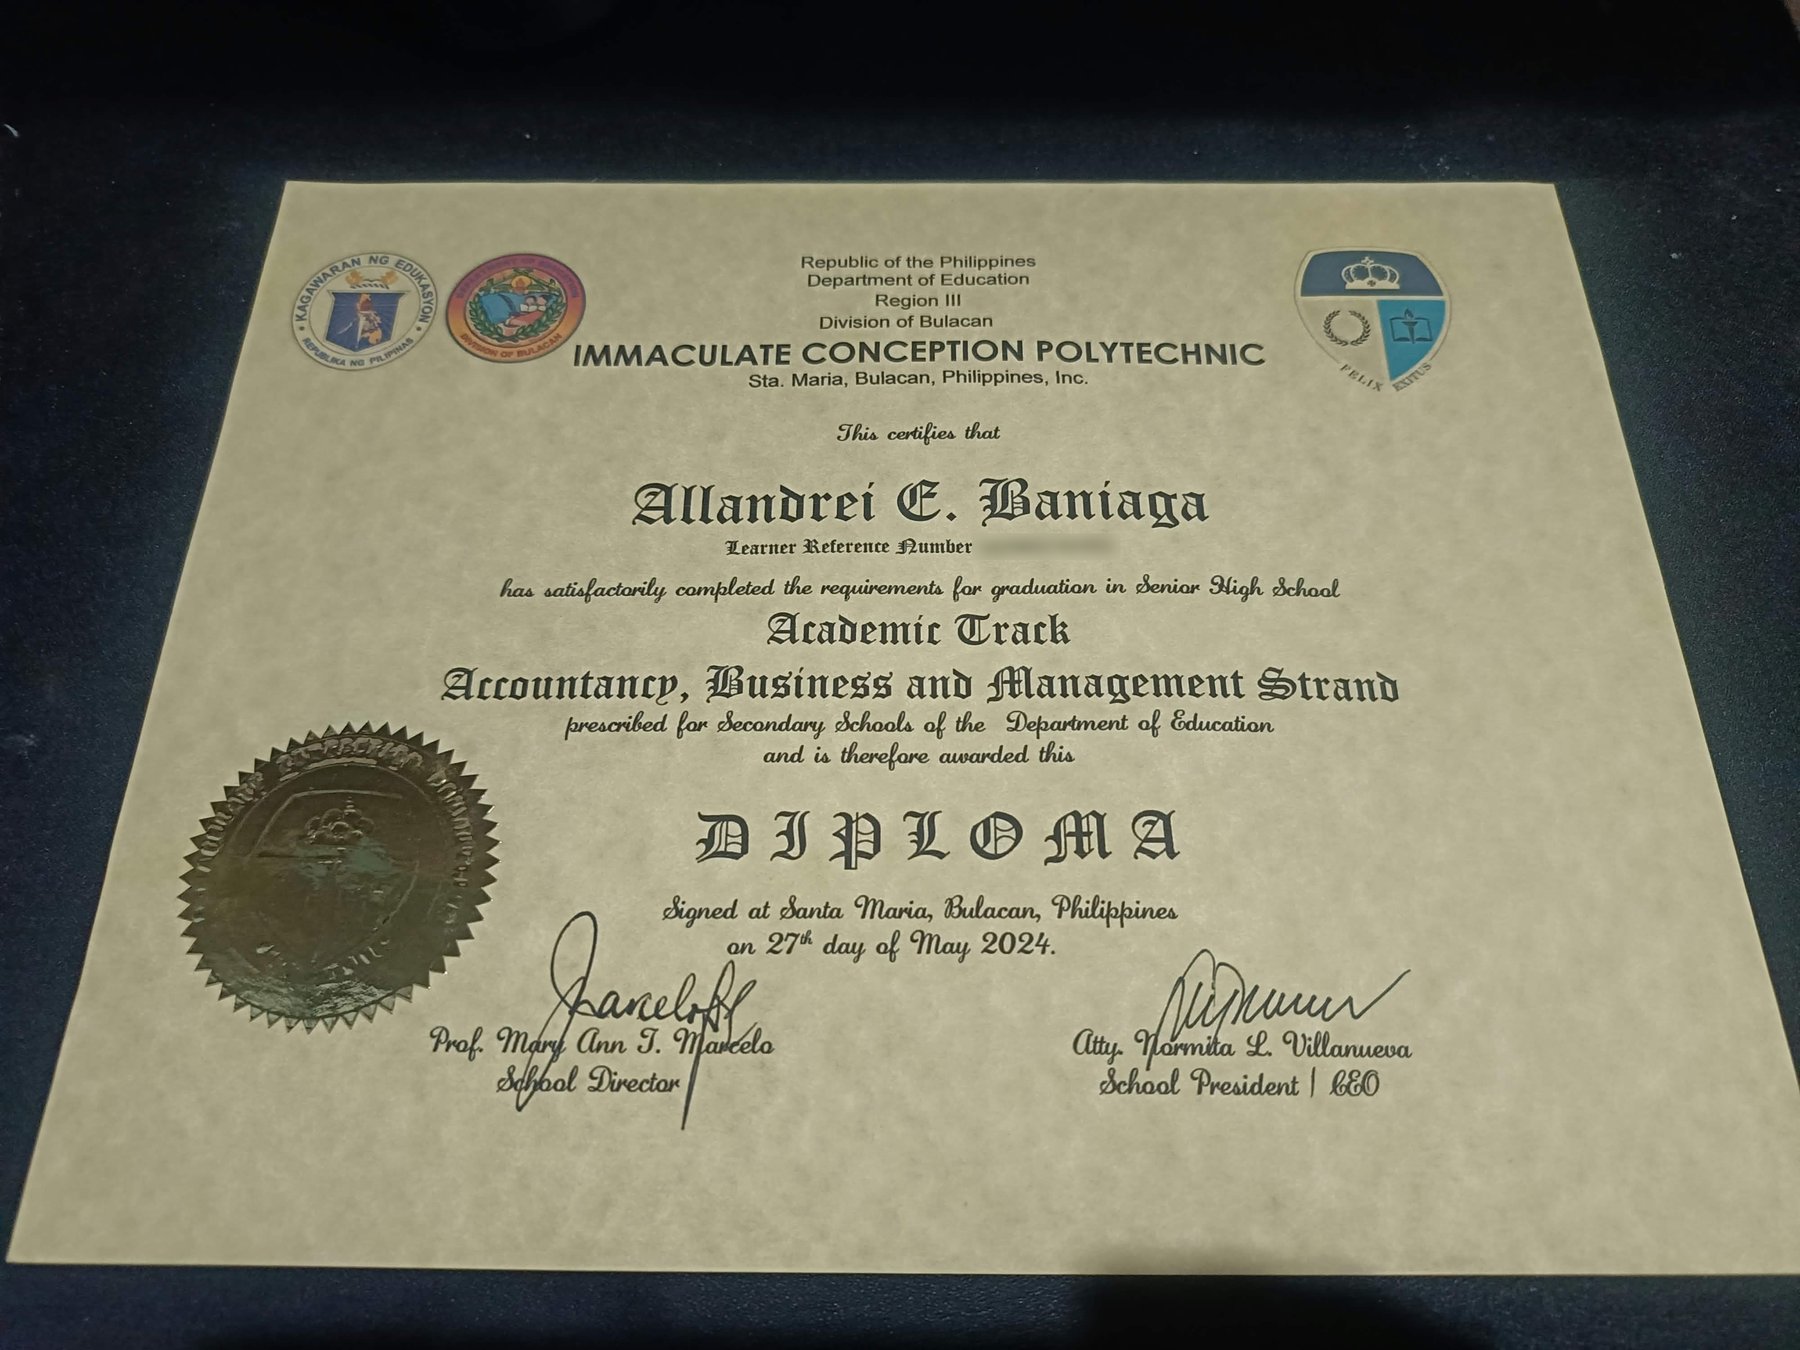 KAGAWARAN NG EDUKASYON
REPUBLIKA NG PILIPINAS
DIVISION OF BULACAN
Republic of the Philippines
Department of Education
Region III
Division of Bulacan
IMMACULATE CONCEPTION POLYTECHNIC
Sta. Maria, Bulacan, Philippines, Inc.
FELIX EXITUS
This certifies that
Allandrei E. Baniaga
Learner Reference Number
has satisfactorily completed the requirements for graduation in Senior High School
Academic Track
Accountancy, Business and Management Strand
prescribed for Secondary Schools of the Department of Education
and is therefore awarded this
DIPLOMA
Signed at Santa Maria, Bulacan, Philippines
on 27th day of May 2024.
Prof. Mary Ann T. Marcelo
School Director
Atty. Normita L. Villanueva
School President | CEO